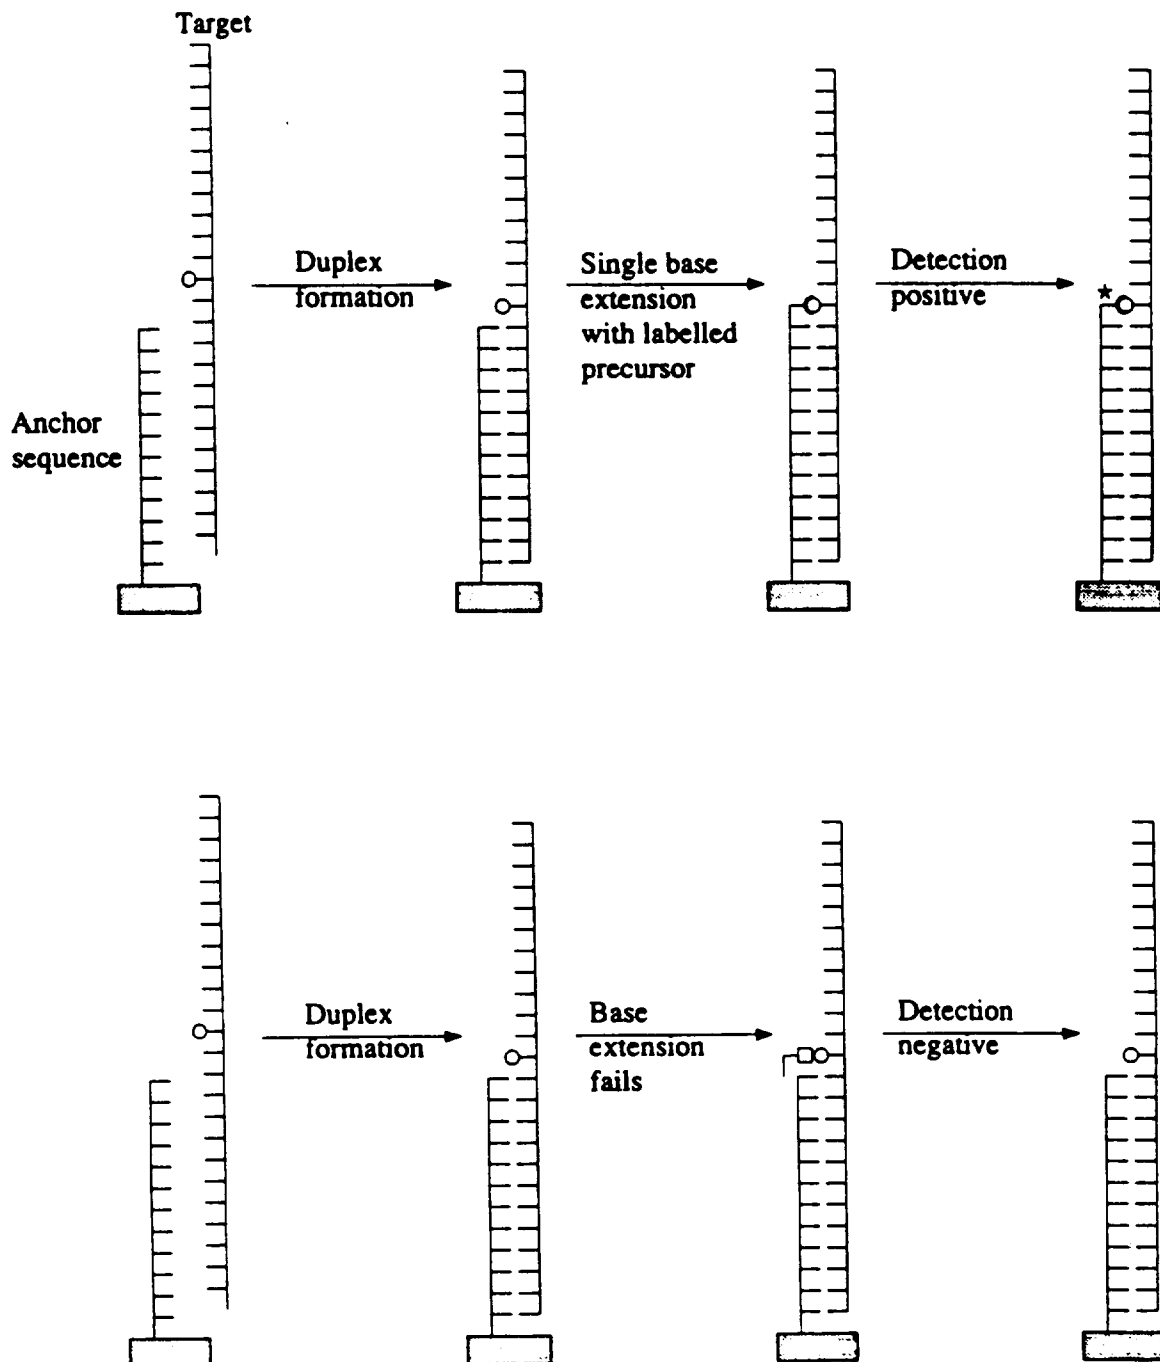 Target
Duplex
formation
Single base
extension
with labelled
precursor
Detection
positive
Anchor
sequence
Duplex
formation
Base
extension
fails
Detection
negative